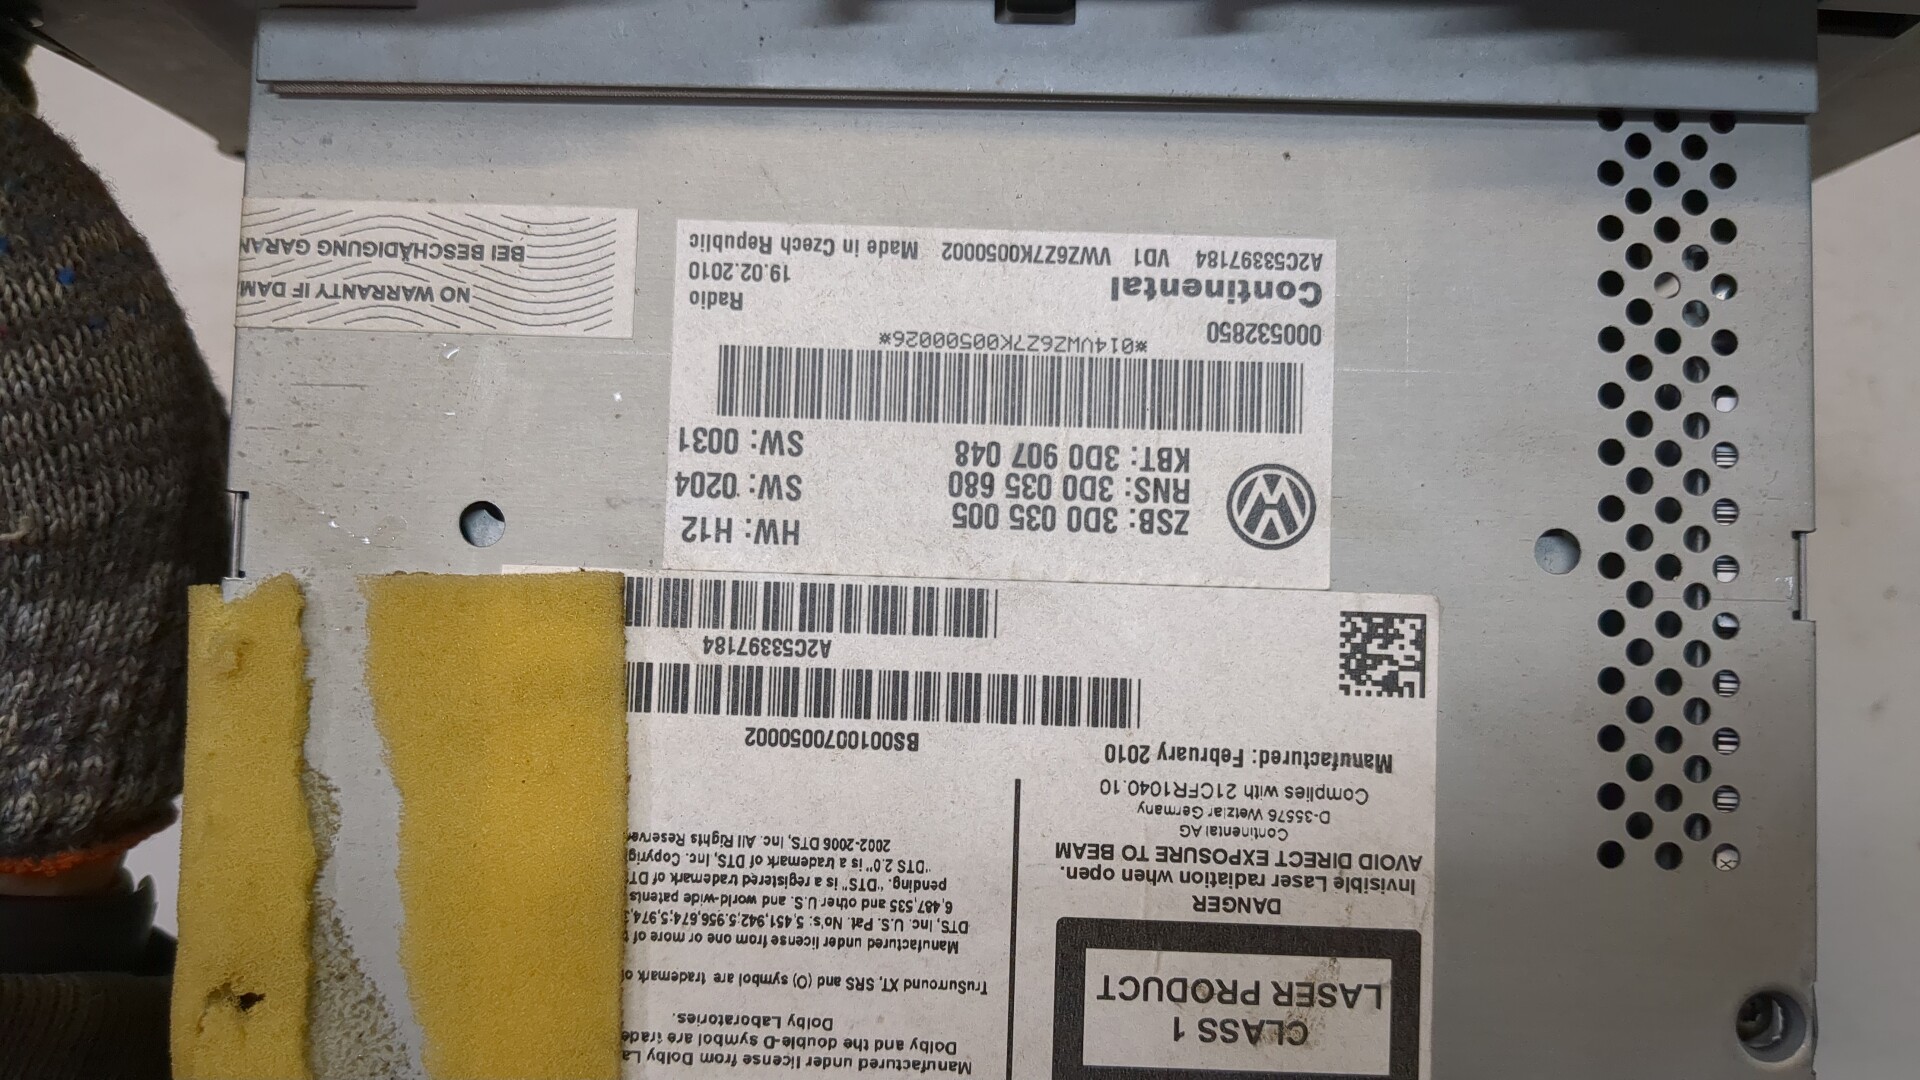 CLASS 1
LASER PRODUCT
DANGER
Invisible Laser radiation when open.
AVOID DIRECT EXPOSURE TO BEAM
Continental AG
D-35576 Wetzlar Germany
Complies with 21CFR1040.10
Manufactured: February 2010
Manufactured under license from Dolby La
Dolby and the double-D symbol are trade
Dolby Laboratories.
TruSurround XT, SRS and (O) symbol are trademark
Manufactured under license from one or more of
DTS, Inc. U.S. Pat. No's: 5,451,942;5.956,674;5,974,
6,487,535 and other U.S. and world-wide patents
pending. "DTS" is a registered trademark of DT
"DTS 2.0" is a trademark of DTS, Inc. Copyrig
2002-2006 DTS, Inc. All Rights Reserve
BS0010070050002
A2C53397184
ZSB: 3D0 035 005 HW: H12
RNS: 3D0 035 680 SW: 0204
KBT: 3D0 907 048 SW: 0031
*014VWZ6Z7K00500026*
000532850
Radio
Continental 19.02.2010
A2C53397184 VD1 VWZ6Z7K0050002 Made in Czech Republic
NO WARRANTY IF DAM
BEI BESCHÄDIGUNG GARAN